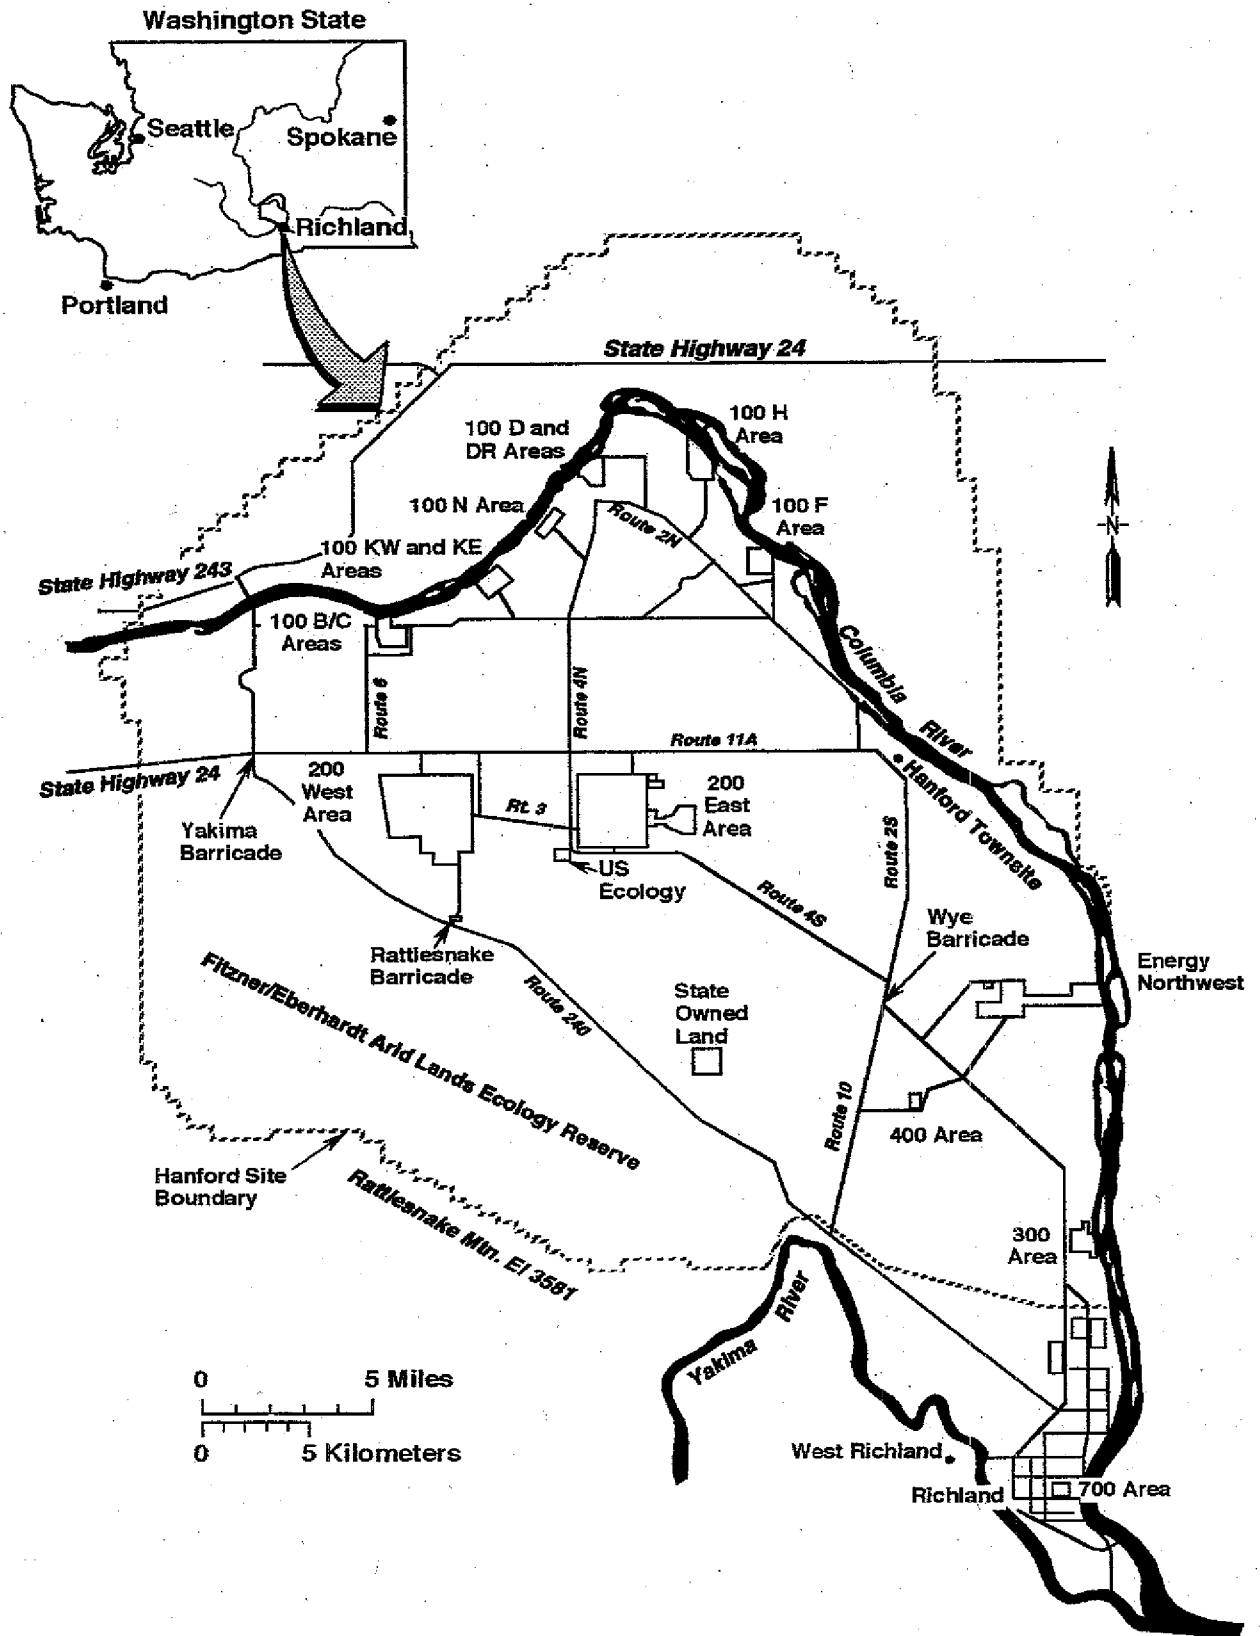 Washington State
Seattle
Spokane
Richland
Portland
State Highway 24
100 H
Area
100 D and
DR Areas
100 N Area
100 F
Area
Route 2N
N
100 KW and KE
Areas
State Highway 243
100 B/C
Areas
Columbia
River
Route 6
Route 4N
Route 11A
State Highway 24
200
West
Area
200
East
Area
Hanford Townsite
Rt. 3
Yakima
Barricade
US
Ecology
Route 2S
Route 4S
Wye
Barricade
Rattlesnake
Barricade
Energy
Northwest
Fitzner/Eberhardt Arid Lands Ecology Reserve
Route 240
State
Owned
Land
Route 10
400 Area
Hanford Site
Boundary
Rattlesnake Mtn. El 3581
300
Area
Yakima
River
0 5 Miles
0 5 Kilometers
West Richland
Richland
700 Area